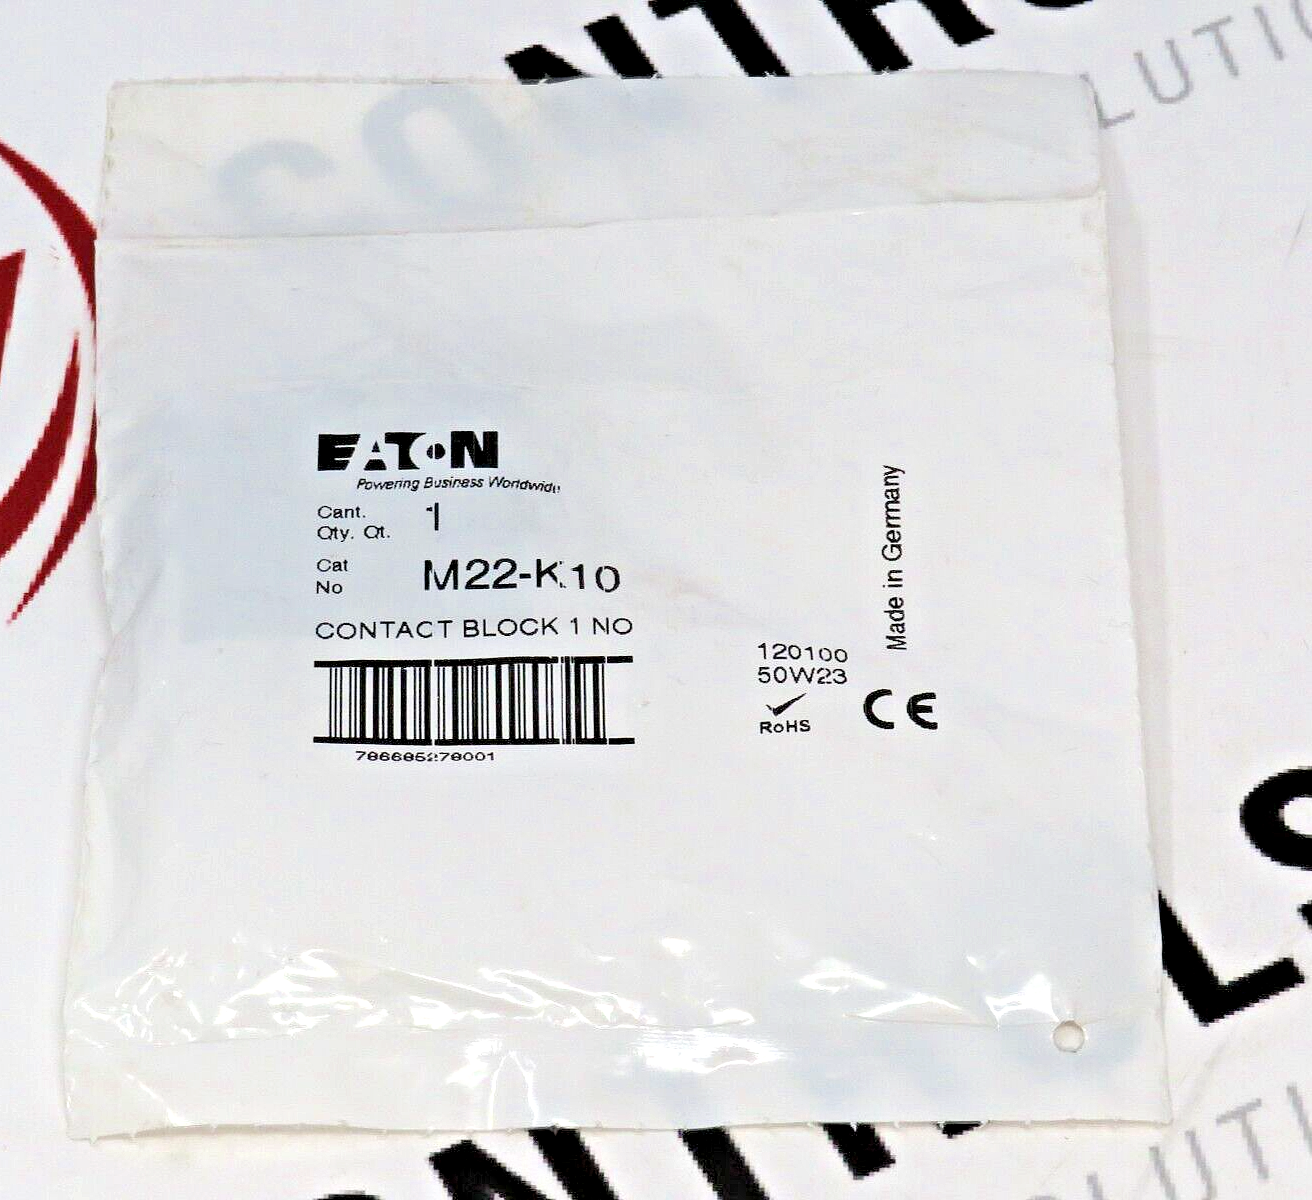 EATON
Powering Business Worldwide
Cant.
Qty. Qt. 1
Cat
No M22-K10
CONTACT BLOCK 1 NO
786685278001
Made in Germany
120100
50W23
RoHS
CE